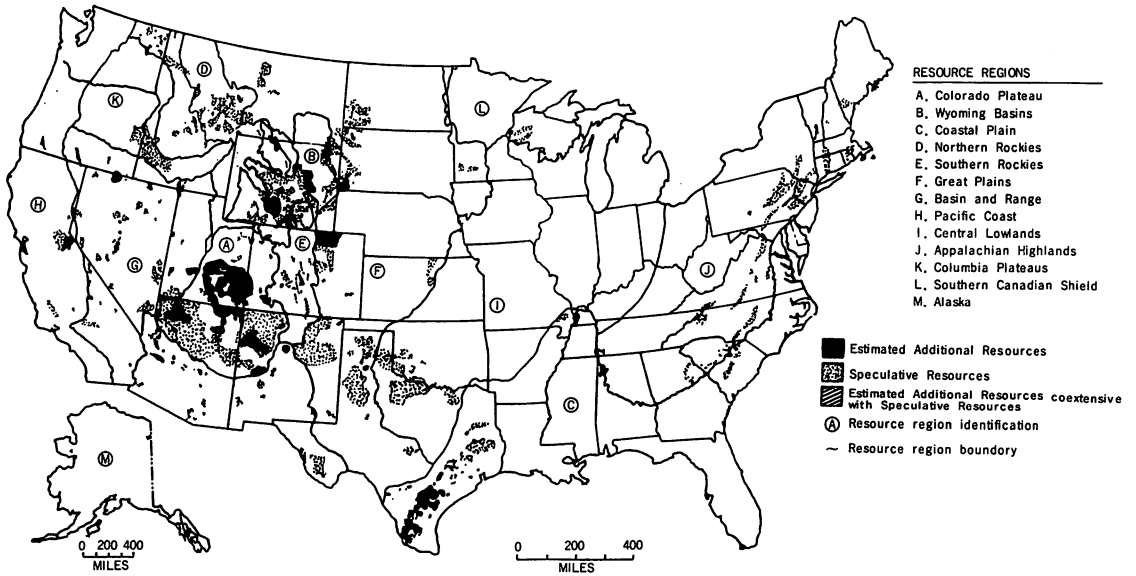 RESOURCE REGIONS
A. Colorado Plateau
B. Wyoming Basins
C. Coastal Plain
D. Northern Rockies
E. Southern Rockies
F. Great Plains
G. Basin and Range
H. Pacific Coast
I. Central Lowlands
J. Appalachian Highlands
K. Columbia Plateaus
L. Southern Canadian Shield
M. Alaska
Estimated Additional Resources
Speculative Resources
Estimated Additional Resources coextensive
with Speculative Resources
A Resource region identification
~ Resource region boundary
D
K
L
B
H
A
E
G
F
J
I
C
M
0 200 400
MILES
0 200 400
MILES